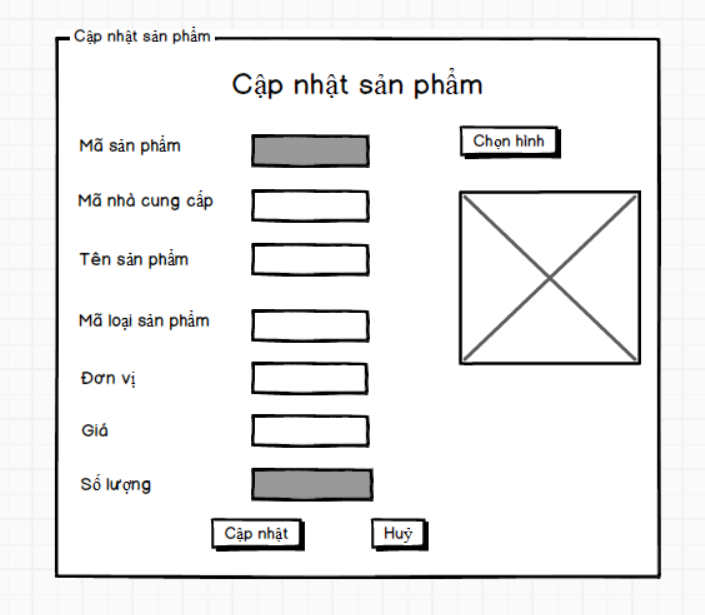 Cập nhật sản phẩm
Cập nhật sản phẩm
Mã sản phẩm
Chọn hình
Mã nhà cung cấp
Tên sản phẩm
Mã loại sản phẩm
Đơn vị
Giá
Số lượng
Cập nhật
Huỷ